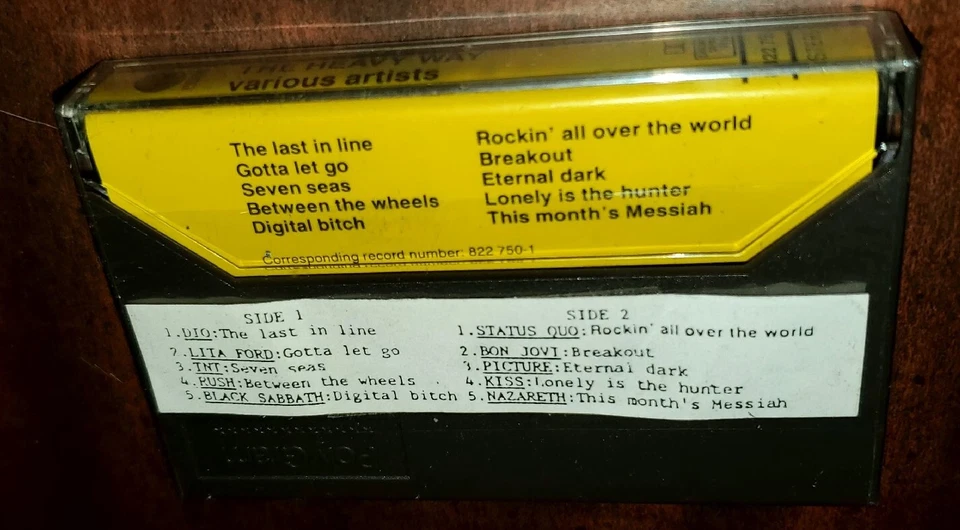 THE HEAVY WAY
various artists
The last in line
Gotta let go
Seven seas
Between the wheels
Digital bitch
Rockin' all over the world
Breakout
Eternal dark
Lonely is the hunter
This month's Messiah
Corresponding record number: 822 750-1
SIDE 1
1.DIO:The last in line
2.LITA FORD:Gotta let go
3.TNT:Seven seas
4.RUSH:Between the wheels
5.BLACK SABBATH:Digital bitch
SIDE 2
1.STATUS QUO:Rockin' all over the world
2.BON JOVI:Breakout
3.PICTURE:Eternal dark
4.KISS:Lonely is the hunter
5.NAZARETH:This month's Messiah
PolyGram